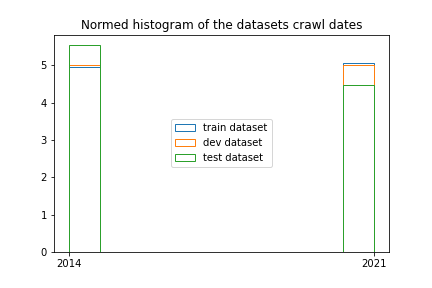 Normed histogram of the datasets crawl dates
5
4
3
2
1
0
train dataset
dev dataset
test dataset
2014 2021